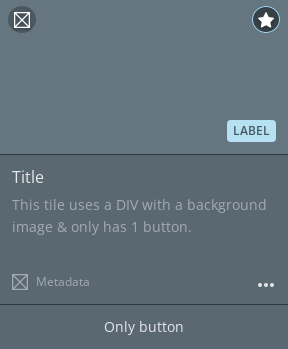 LABEL
Title
This tile uses a DIV with a background
image & only has 1 button.
Metadata
Only button